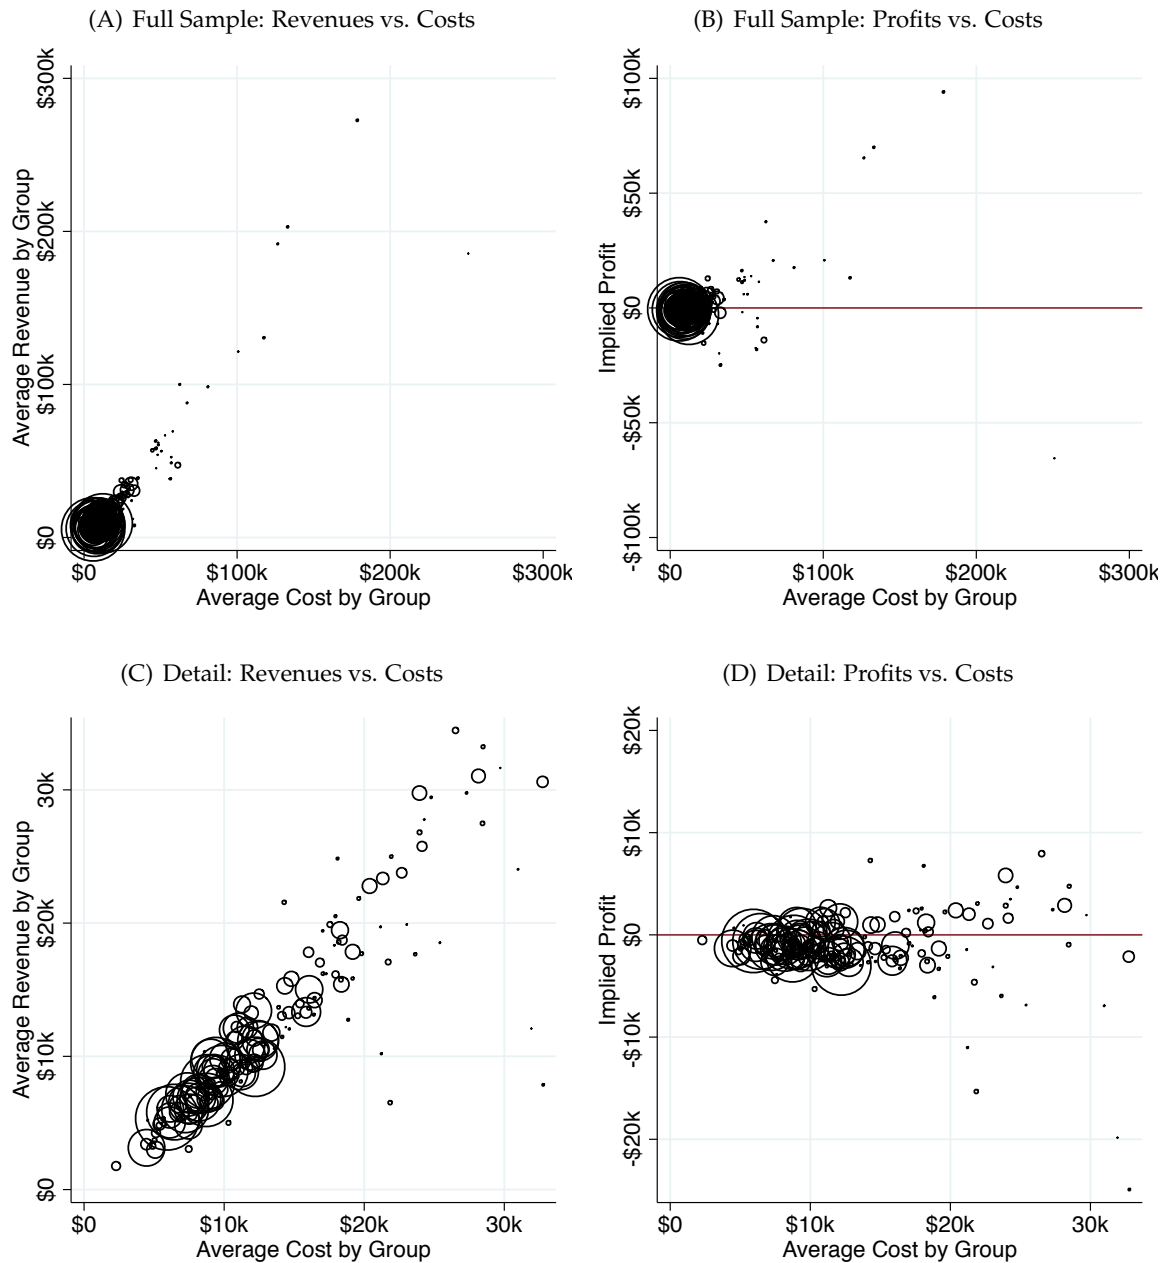 (A) Full Sample: Revenues vs. Costs
Average Revenue by Group
$300k
$200k
$100k
$0
$0 $100k $200k $300k
Average Cost by Group
(B) Full Sample: Profits vs. Costs
Implied Profit
$100k
$50k
$0
-$50k
-$100k
$0 $100k $200k $300k
Average Cost by Group
(C) Detail: Revenues vs. Costs
Average Revenue by Group
30k
$20k
$10k
$0
$0 $10k $20k 30k
Average Cost by Group
(D) Detail: Profits vs. Costs
Implied Profit
$20k
$10k
$0
-$10k
-$20k
$0 $10k $20k 30k
Average Cost by Group